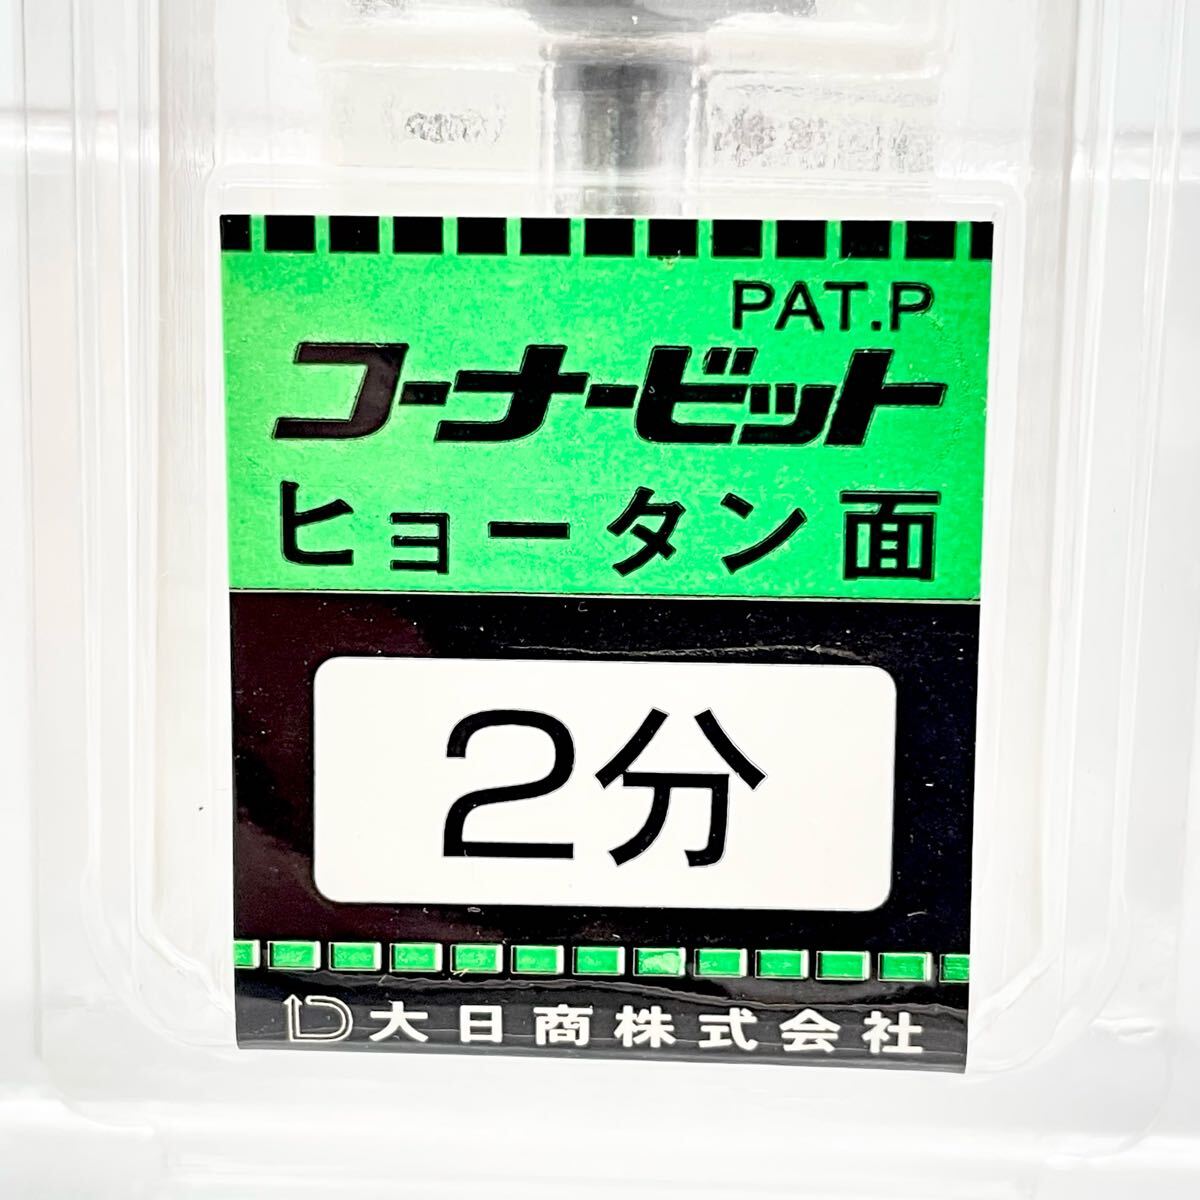 PAT.P
コーナービット
ヒョータン面
2分
大日商株式会社